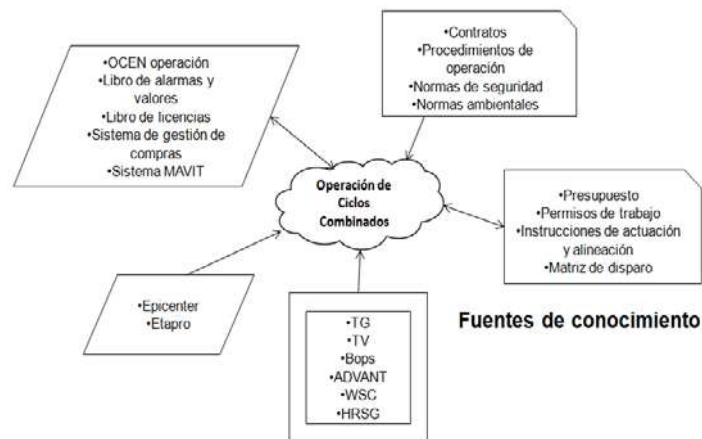 •OCEN operación
•Libro de alarmas y
valores
•Libro de licencias
•Sistema de gestión de
compras
•Sistema MAVIT
•Contratos
•Procedimientos de
operación
•Normas de seguridad
•Normas ambientales
Operación de
Ciclos
Combinados
•Presupuesto
•Permisos de trabajo
•Instrucciones de actuación
y alineación
•Matriz de disparo
•Epicenter
•Etapro
•TG
•TV
•Bops
•ADVANT
•WSC
•HRSG
Fuentes de conocimiento